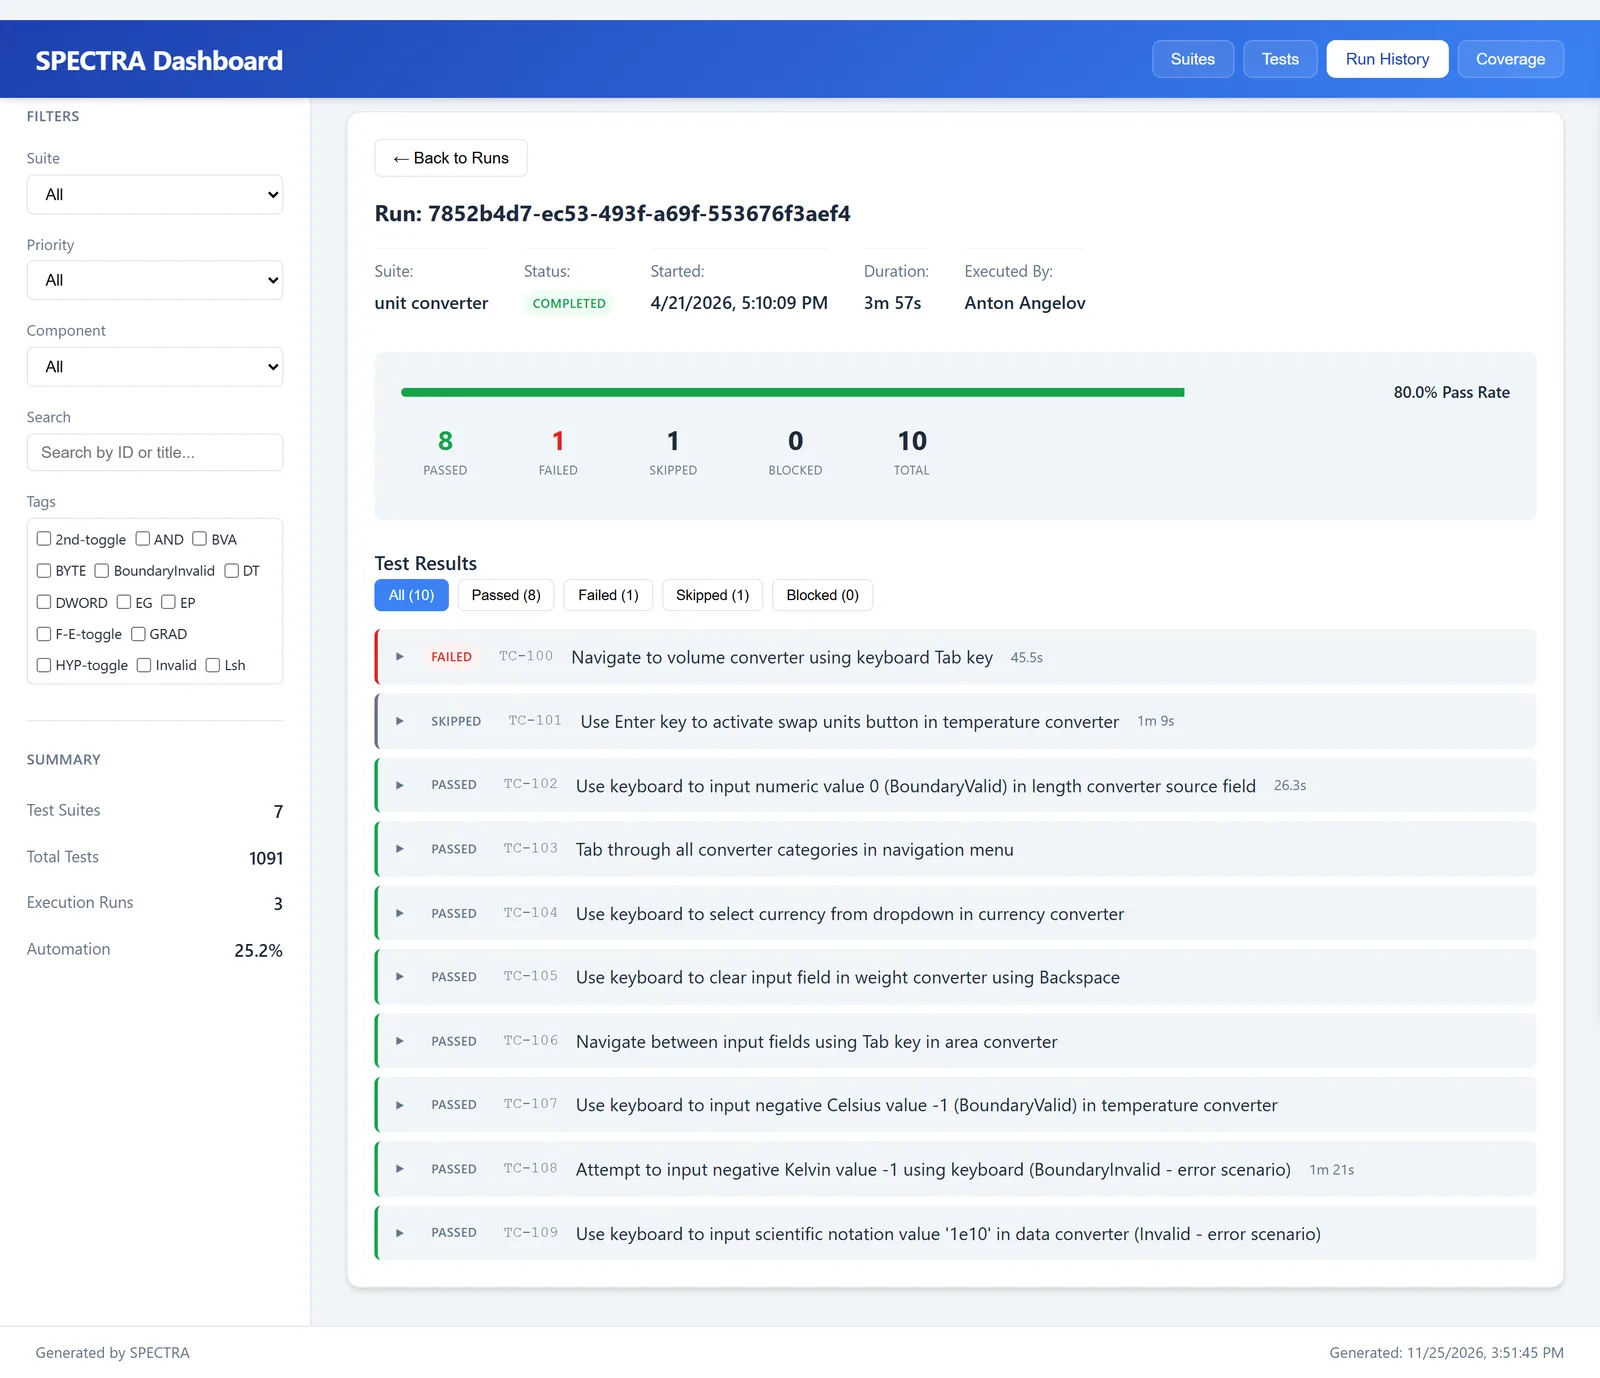 SPECTRA Dashboard
Suites
Tests
Run History
Coverage
FILTERS
Suite
All
Priority
All
Component
All
Search
Search by ID or title...
Tags
2nd-toggle AND BVA
BYTE BoundaryInvalid DT
DWORD EG EP
F-E-toggle GRAD
HYP-toggle Invalid Lsh
SUMMARY
Test Suites 7
Total Tests 1091
Execution Runs 3
Automation 25.2%
← Back to Runs
Run: 7852b4d7-ec53-493f-a69f-553676f3aef4
Suite: Status: Started: Duration: Executed By:
unit converter COMPLETED 4/21/2026, 5:10:09 PM 3m 57s Anton Angelov
80.0% Pass Rate
8 1 1 0 10
PASSED FAILED SKIPPED BLOCKED TOTAL
Test Results
All (10) Passed (8) Failed (1) Skipped (1) Blocked (0)
FAILED TC-100 Navigate to volume converter using keyboard Tab key 45.5s
SKIPPED TC-101 Use Enter key to activate swap units button in temperature converter 1m 9s
PASSED TC-102 Use keyboard to input numeric value 0 (BoundaryValid) in length converter source field 26.3s
PASSED TC-103 Tab through all converter categories in navigation menu
PASSED TC-104 Use keyboard to select currency from dropdown in currency converter
PASSED TC-105 Use keyboard to clear input field in weight converter using Backspace
PASSED TC-106 Navigate between input fields using Tab key in area converter
PASSED TC-107 Use keyboard to input negative Celsius value -1 (BoundaryValid) in temperature converter
PASSED TC-108 Attempt to input negative Kelvin value -1 using keyboard (BoundaryInvalid - error scenario) 1m 21s
PASSED TC-109 Use keyboard to input scientific notation value '1e10' in data converter (Invalid - error scenario)
Generated by SPECTRA
Generated: 11/25/2026, 3:51:45 PM